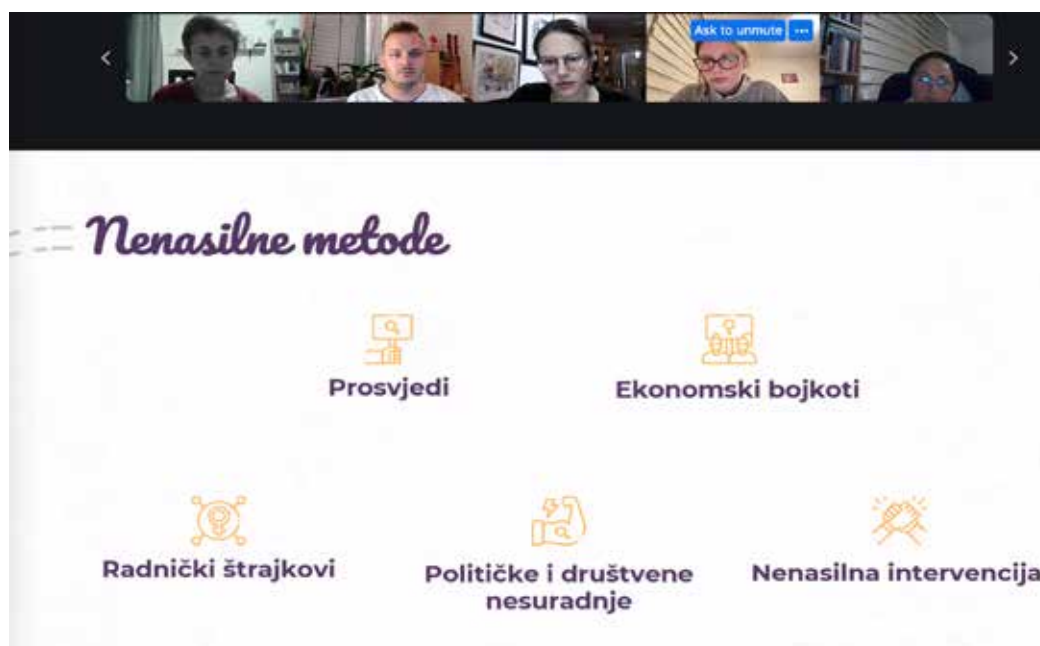 Ask to unmute
Nenasilne metode
Prosvjedi
Ekonomski bojkoti
Radnički štrajkovi
Političke i društvene
nesuradnje
Nenasilna intervencija